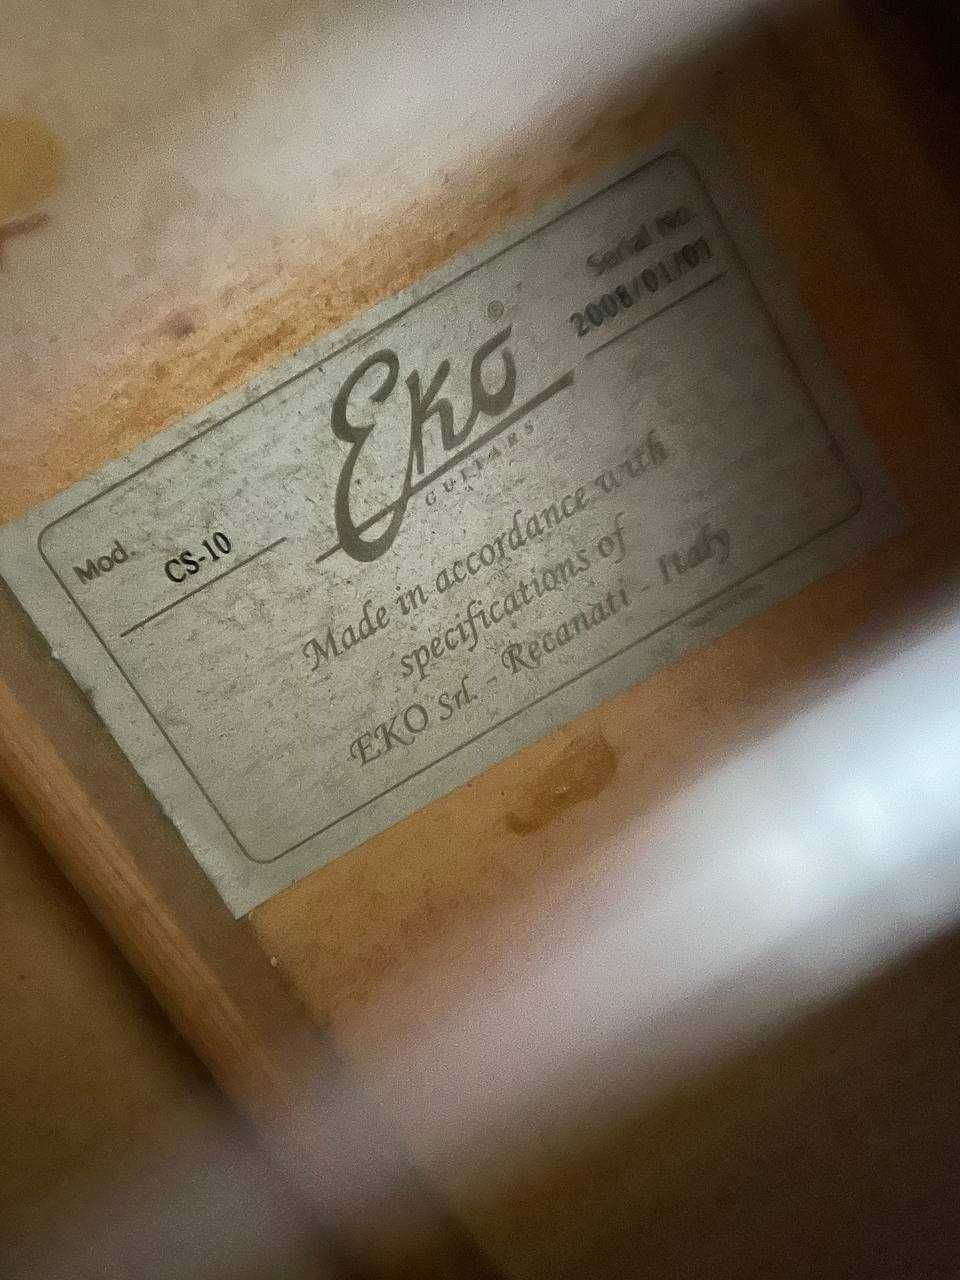 Serial No.
2008/01/07
Eko®
GUITARS
Mod. CS-10
Made in accordance with
specifications of
EKO Srl. - Recanati - Italy